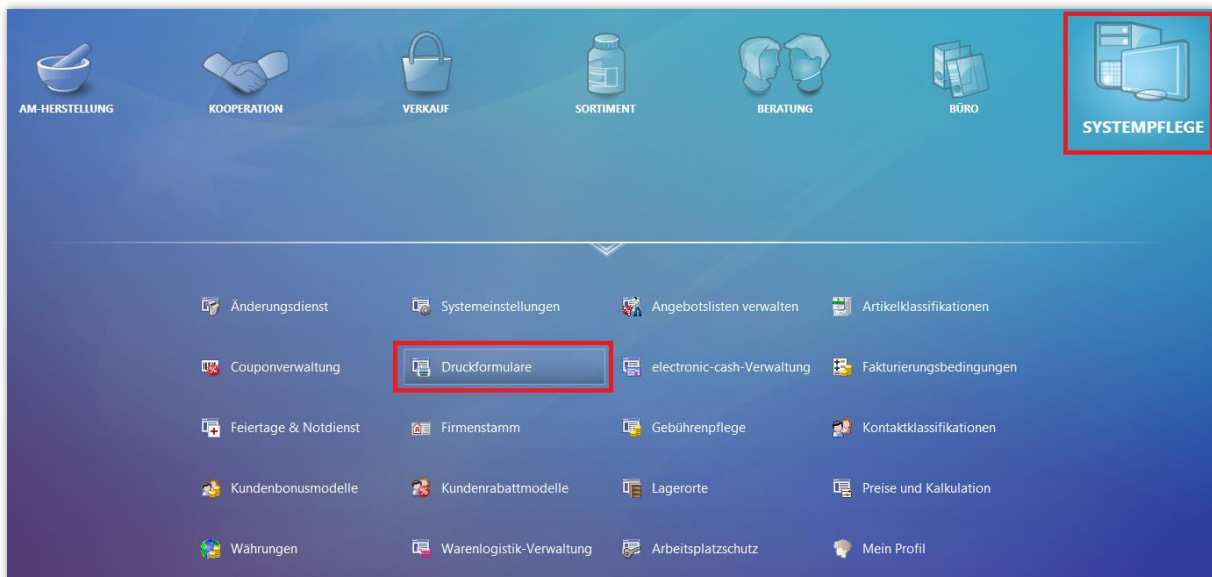 AM-HERSTELLUNG KOOPERATION VERKAUF SORTIMENT BERATUNG BÜRO SYSTEMPFLEGE
Änderungsdienst Systemeinstellungen Angebotslisten verwalten Artikelklassifikationen
Couponverwaltung Druckformulare electronic-cash-Verwaltung Fakturierungsbedingungen
Feiertage & Notdienst Firmenstamm Gebührenpflege Kontaktklassifikationen
Kundenbonusmodelle Kundenrabattmodelle Lagerorte Preise und Kalkulation
Währungen Warenlogistik-Verwaltung Arbeitsplatzschutz Mein Profil